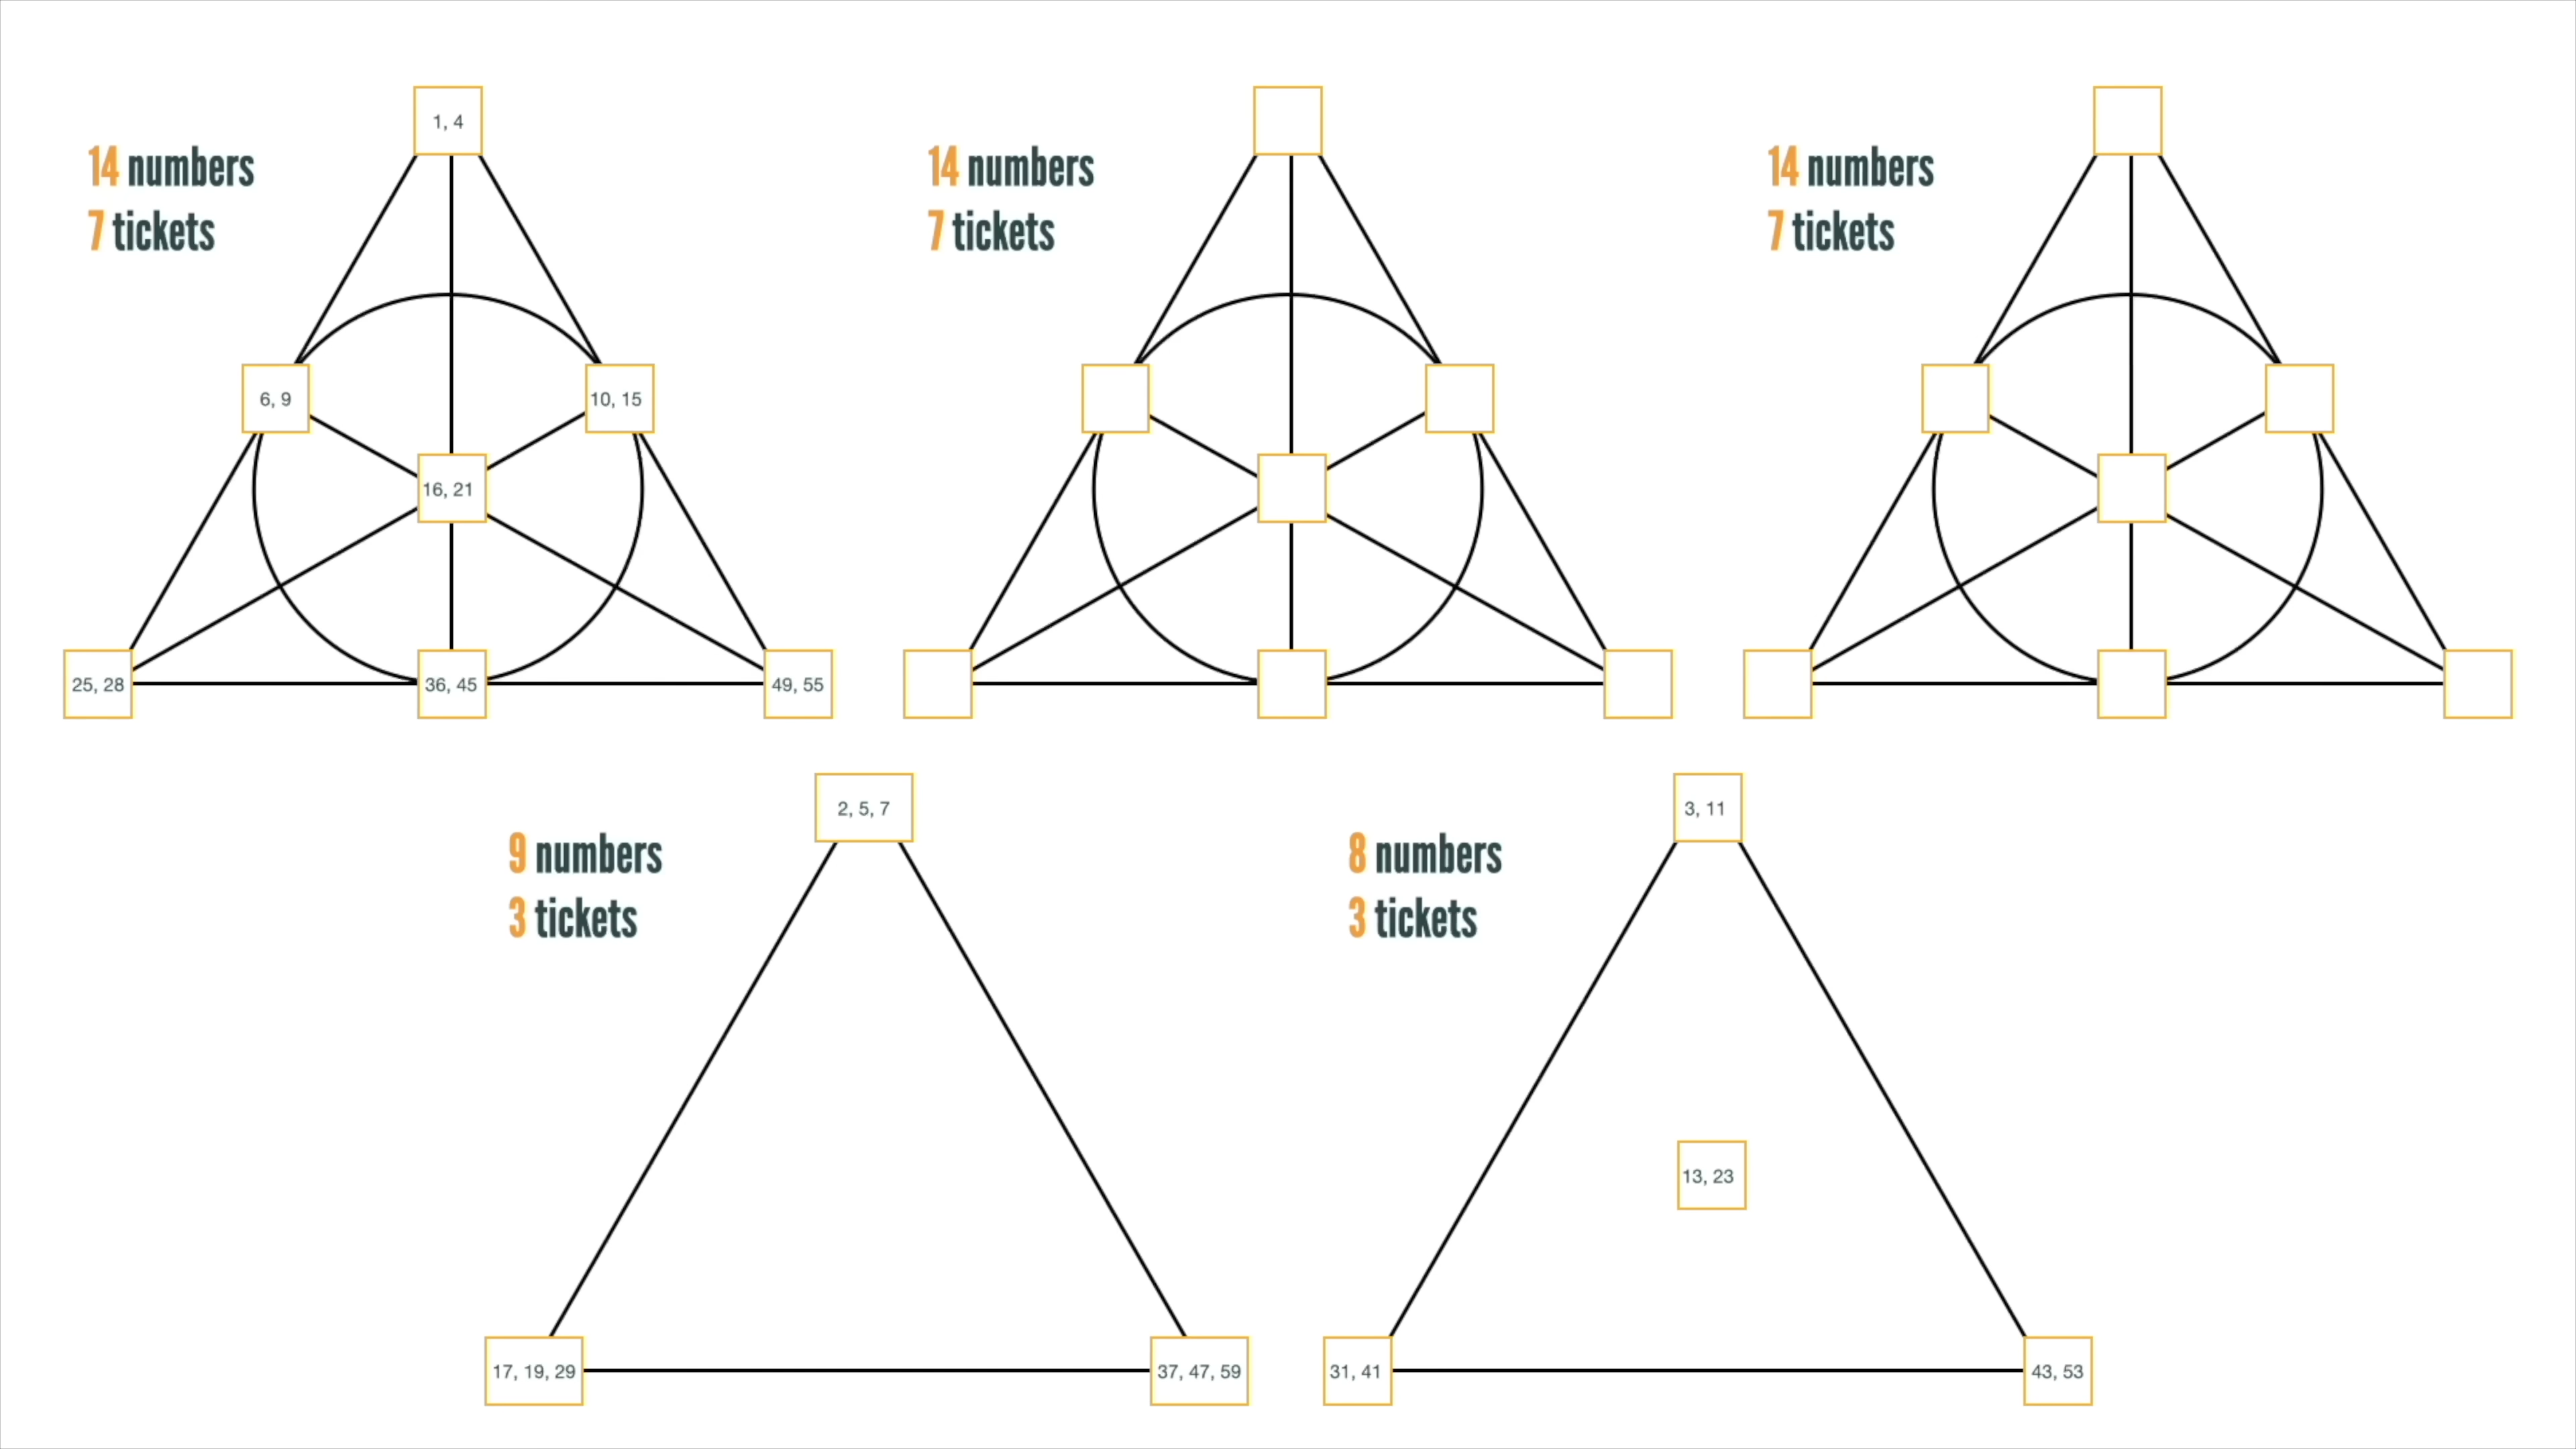 1, 4
14 numbers
7 tickets
6, 9
10, 15
16, 21
25, 28
36, 45
49, 55
14 numbers
7 tickets
14 numbers
7 tickets
2, 5, 7
9 numbers
3 tickets
17, 19, 29
37, 47, 59
3, 11
8 numbers
3 tickets
13, 23
31, 41
43, 53